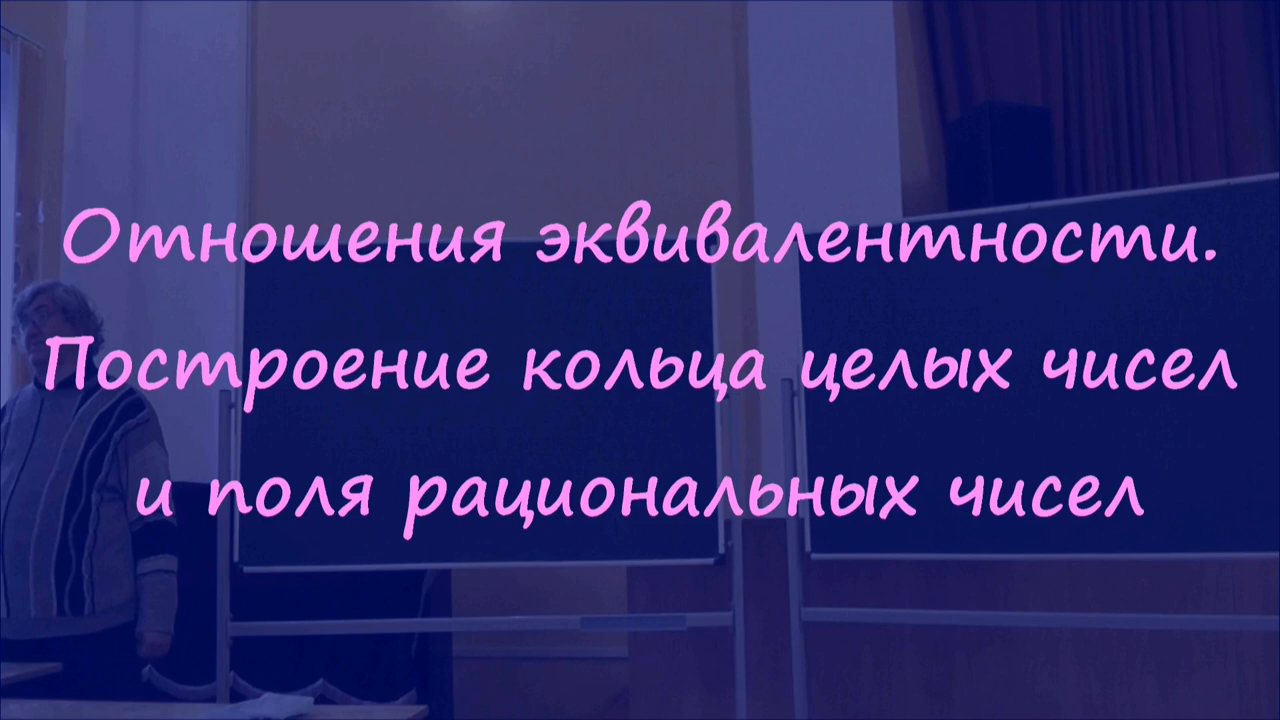 Отношения эквивалентности.
Построение кольца целых чисел
и поля рациональных чисел